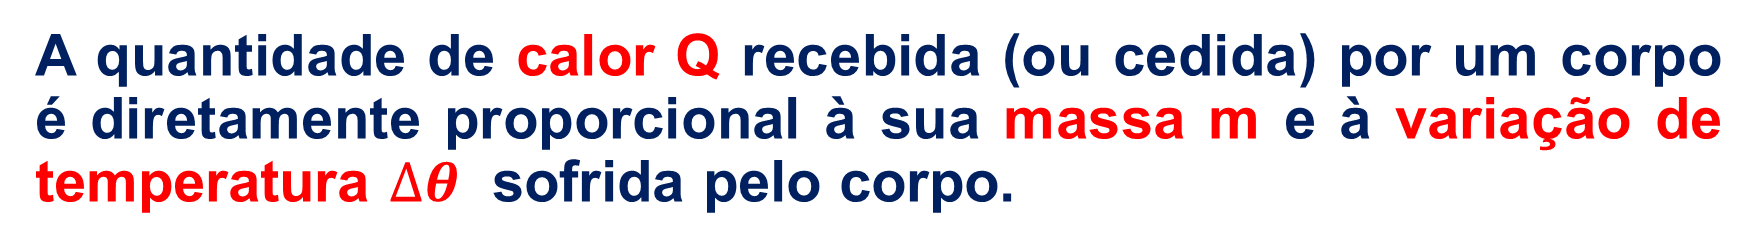 A quantidade de calor Q recebida (ou cedida) por um corpo
é diretamente proporcional à sua massa m e à variação de
temperatura Δθ sofrida pelo corpo.